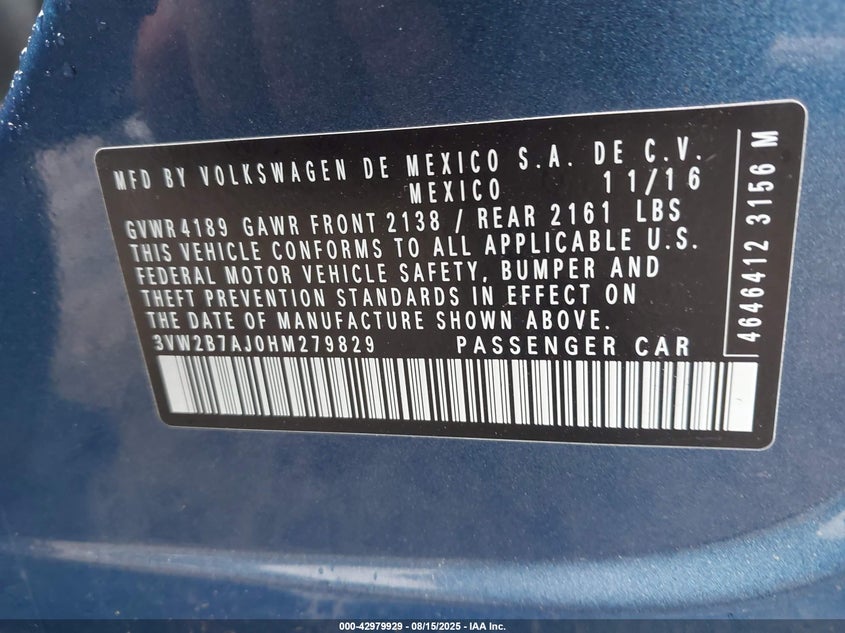 MFD BY VOLKSWAGEN DE MEXICO S.A. DE C.V.
MEXICO 11/16
GVWR 4189 GAWR FRONT 2138 / REAR 2161 LBS
THIS VEHICLE CONFORMS TO ALL APPLICABLE U.S.
FEDERAL MOTOR VEHICLE SAFETY, BUMPER AND
THEFT PREVENTION STANDARDS IN EFFECT ON
THE DATE OF MANUFACTURE SHOWN ABOVE.
3VW2B7AJ0HM279829 PASSENGER CAR
4646412 3156 M
000-42979929 - 08/15/2025 - IAA Inc.